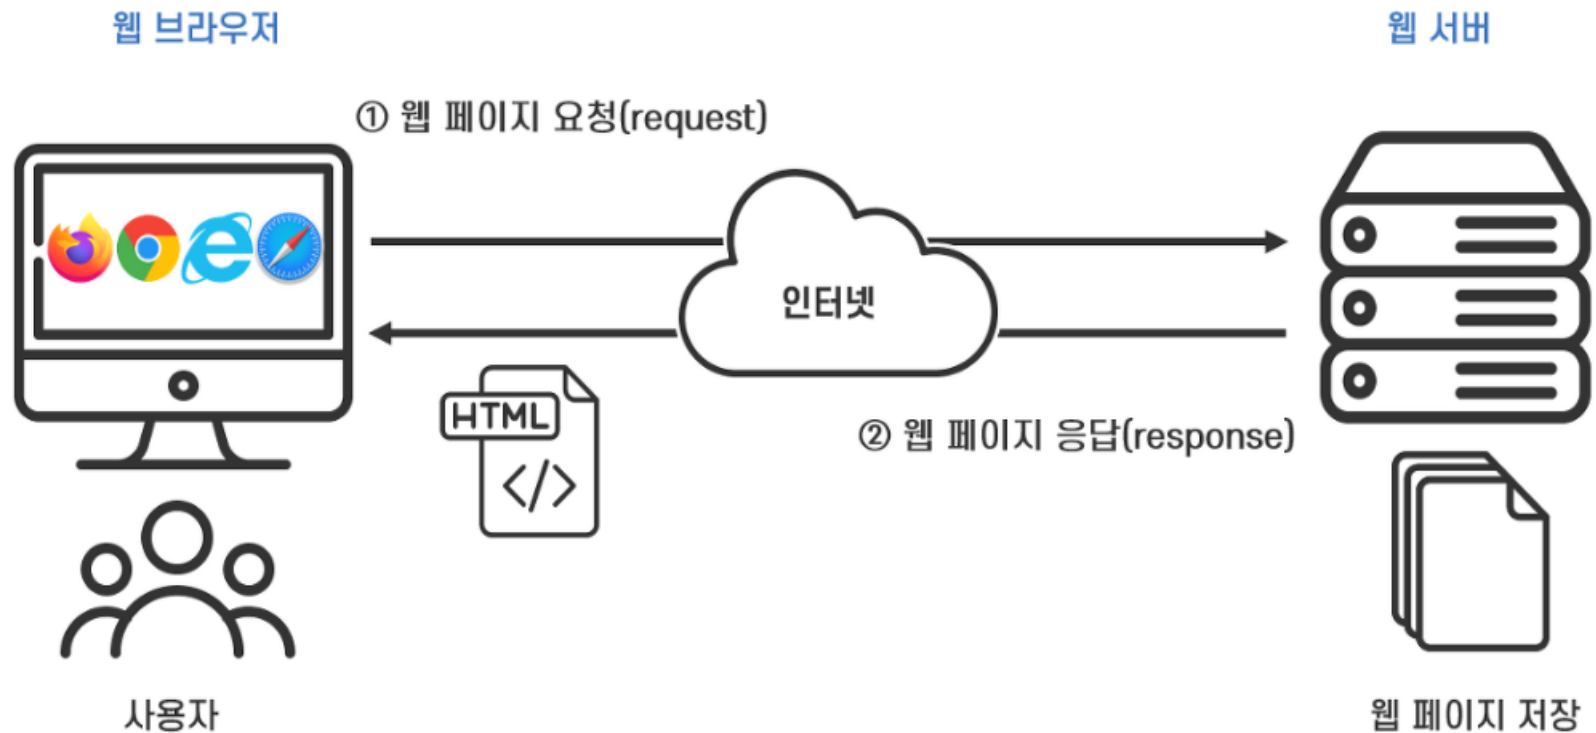 웹 브라우저
웹 서버
① 웹 페이지 요청(request)
인터넷
HTML
</>
② 웹 페이지 응답(response)
사용자
웹 페이지 저장